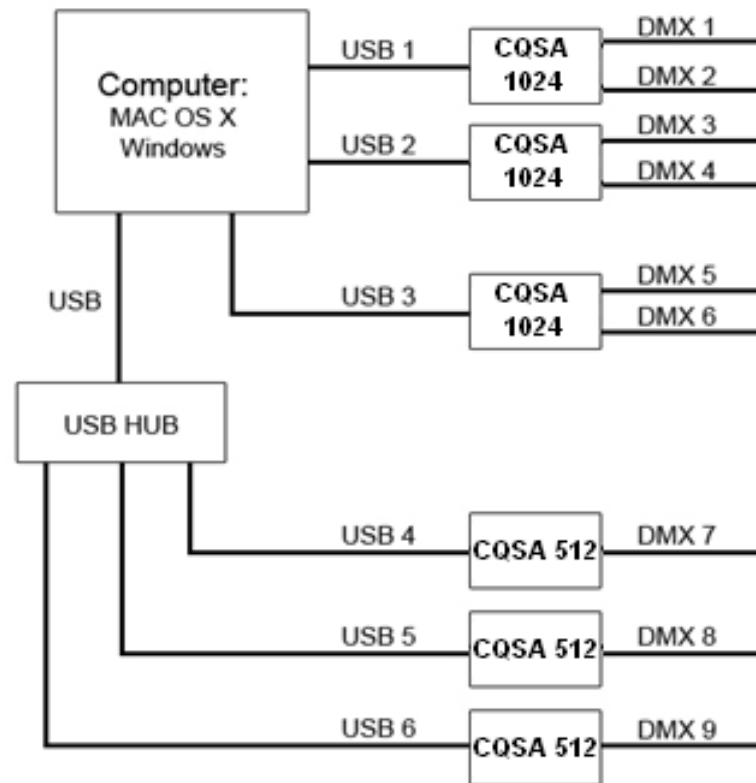 Computer:
MAC OS X
Windows
USB 1
CQSA
1024
DMX 1
DMX 2
USB 2
CQSA
1024
DMX 3
DMX 4
USB
USB 3
CQSA
1024
DMX 5
DMX 6
USB HUB
USB 4
CQSA 512
DMX 7
USB 5
CQSA 512
DMX 8
USB 6
CQSA 512
DMX 9